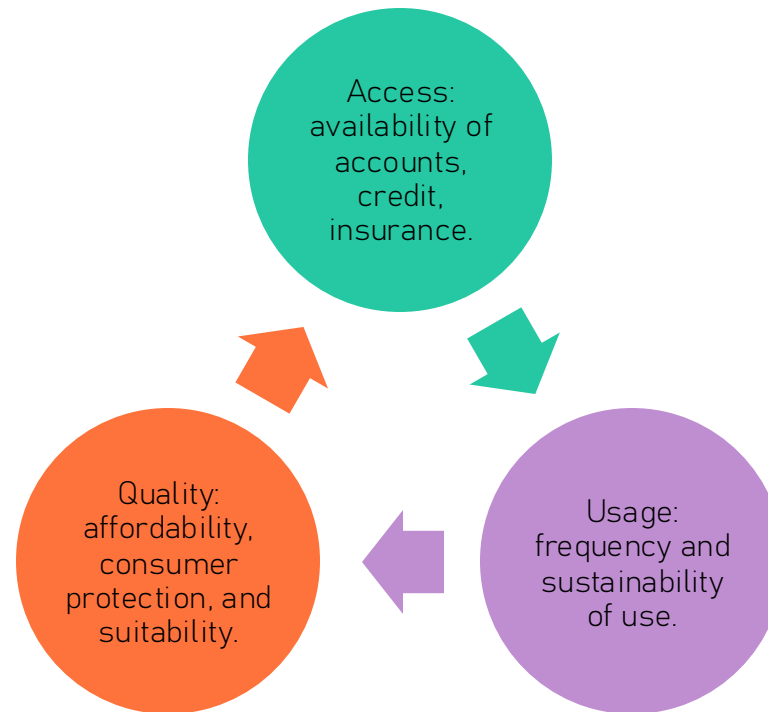 Access:
availability of
accounts,
credit,
insurance.
Usage:
frequency and
sustainability
of use.
Quality:
affordability,
consumer
protection, and
suitability.